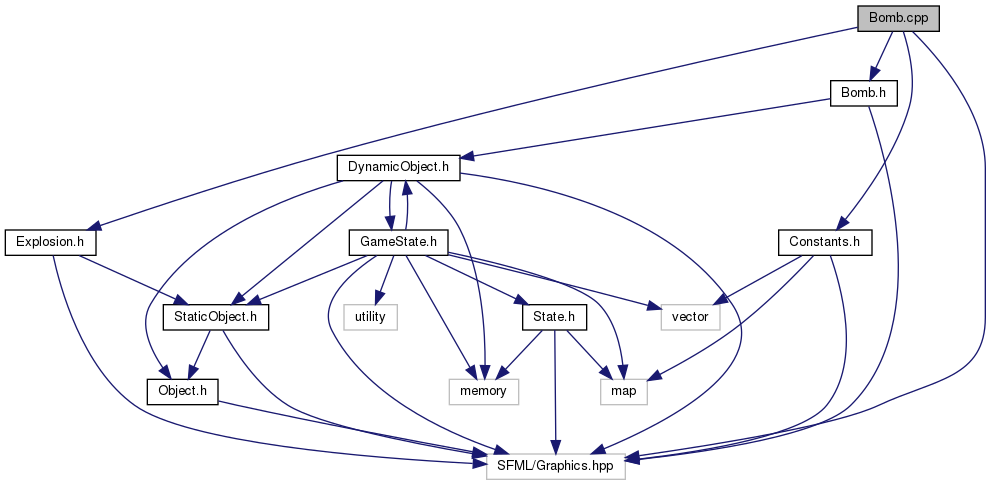 Bomb.cpp
Bomb.h
DynamicObject.h
Explosion.h
GameState.h
Constants.h
StaticObject.h
utility
State.h
vector
Object.h
memory
map
SFML/Graphics.hpp